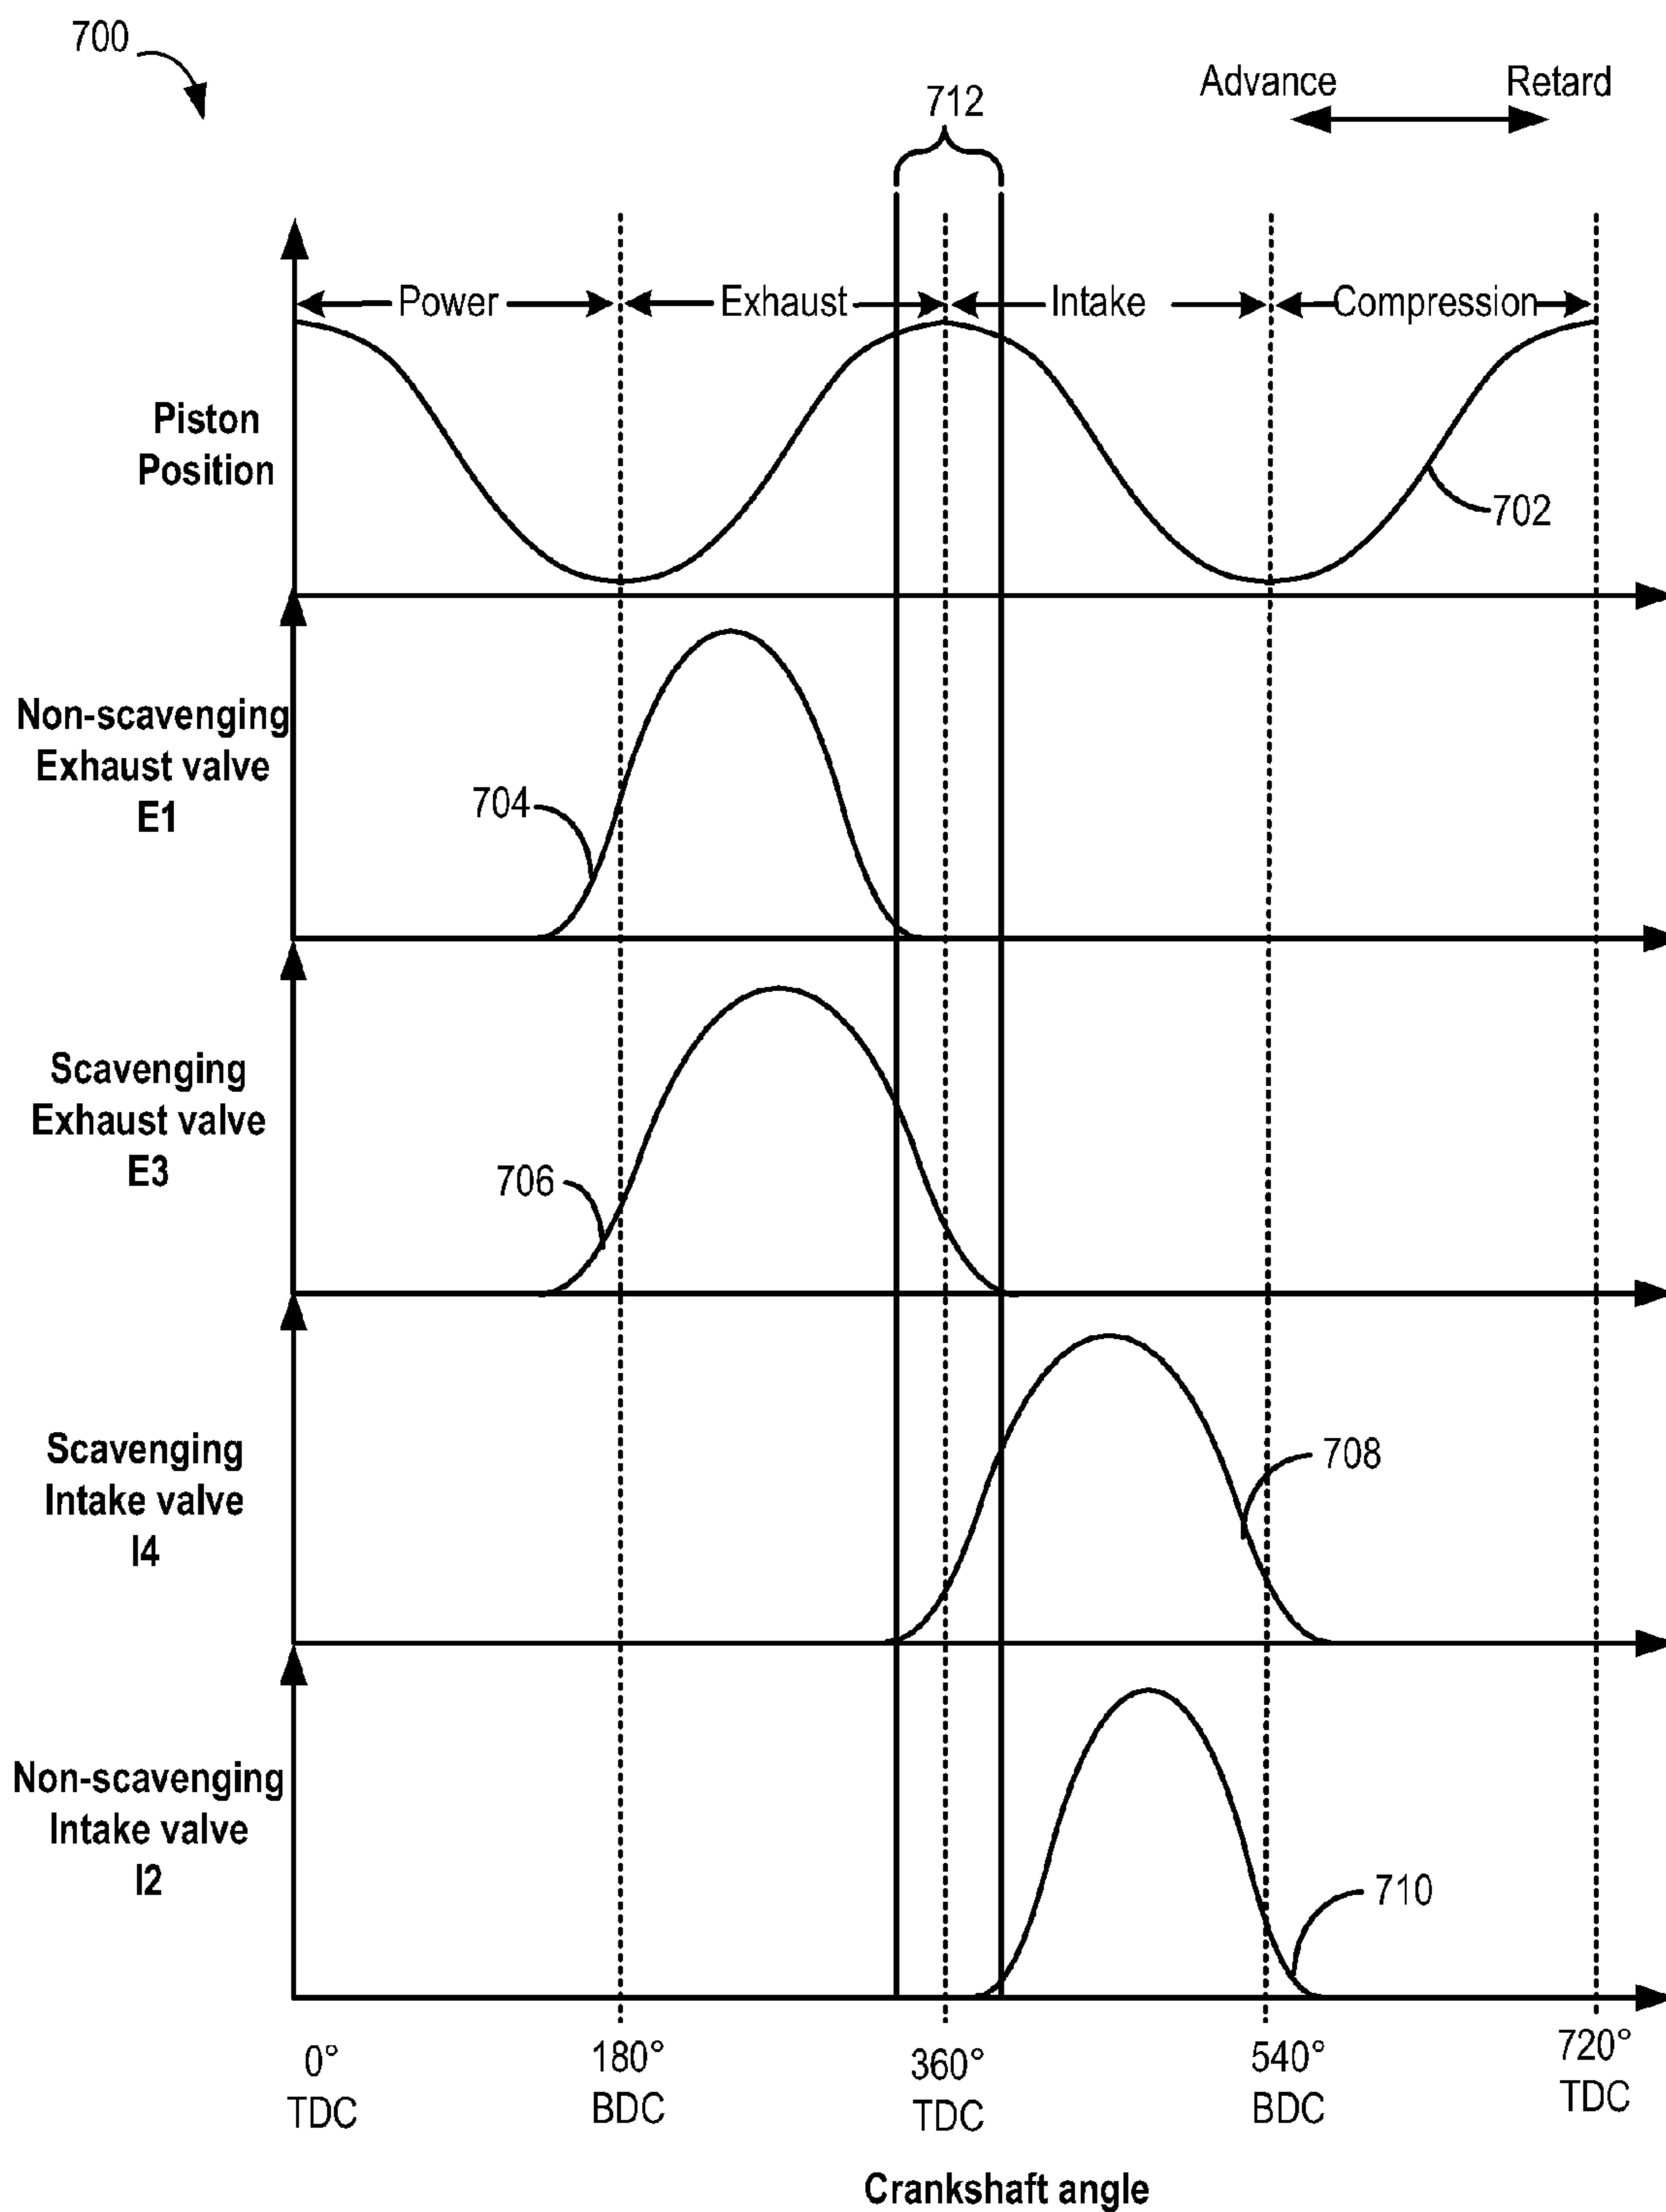 700
712
Advance
Retard
Power
Exhaust
Intake
Compression
Piston
Position
702
Non-scavenging
Exhaust valve
E1
704
Scavenging
Exhaust valve
E3
706
Scavenging
Intake valve
I4
708
Non-scavenging
Intake valve
I2
710
0°
TDC
180°
BDC
360°
TDC
540°
BDC
720°
TDC
Crankshaft angle